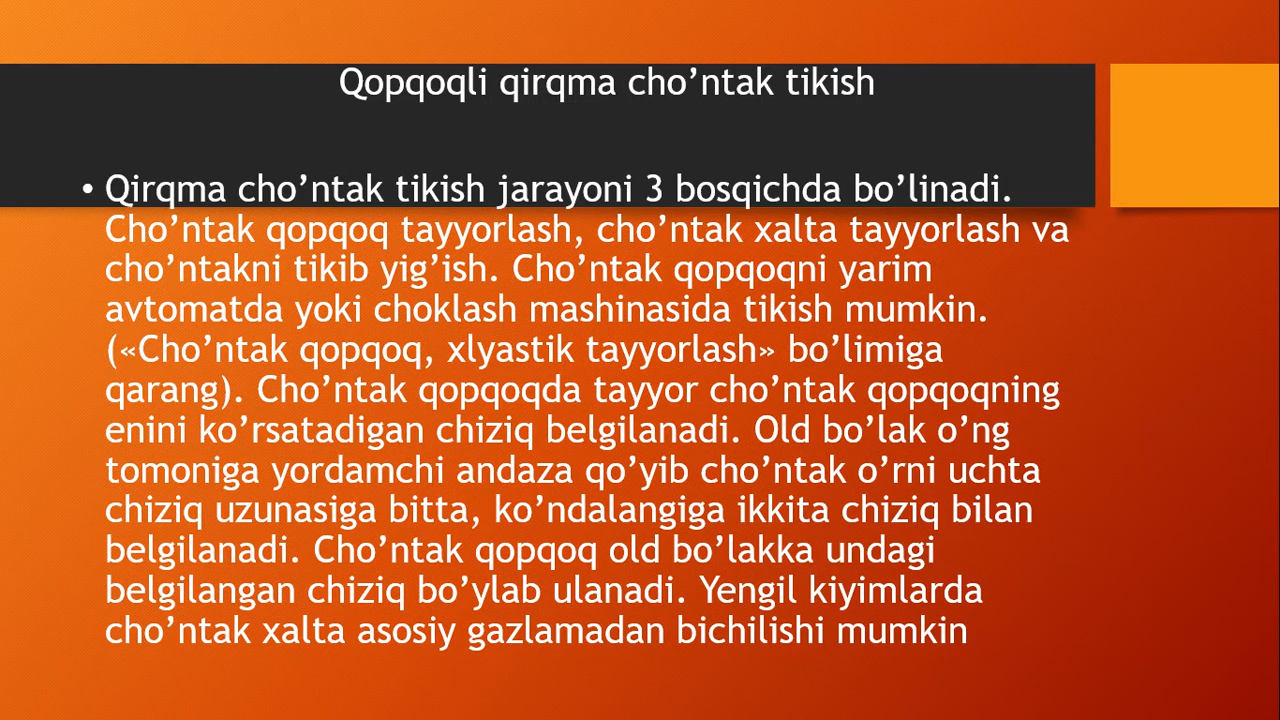 Qopqoqli qirqma cho’ntak tikish
• Qirqma cho’ntak tikish jarayoni 3 bosqichda bo’linadi.
Cho’ntak qopqoq tayyorlash, cho’ntak xalta tayyorlash va
cho’ntakni tikib yig’ish. Cho’ntak qopqoqni yarim
avtomatda yoki choklash mashinasida tikish mumkin.
(«Cho’ntak qopqoq, xlyastik tayyorlash» bo’limiga
qarang). Cho’ntak qopqoqda tayyor cho’ntak qopqoqning
enini ko’rsatadigan chiziq belgilanadi. Old bo’lak o’ng
tomoniga yordamchi andaza qo’yib cho’ntak o’rni uchta
chiziq uzunasiga bitta, ko’ndalangiga ikkita chiziq bilan
belgilanadi. Cho’ntak qopqoq old bo’lakka undagi
belgilangan chiziq bo’ylab ulanadi. Yengil kiyimlarda
cho’ntak xalta asosiy gazlamadan bichilishi mumkin